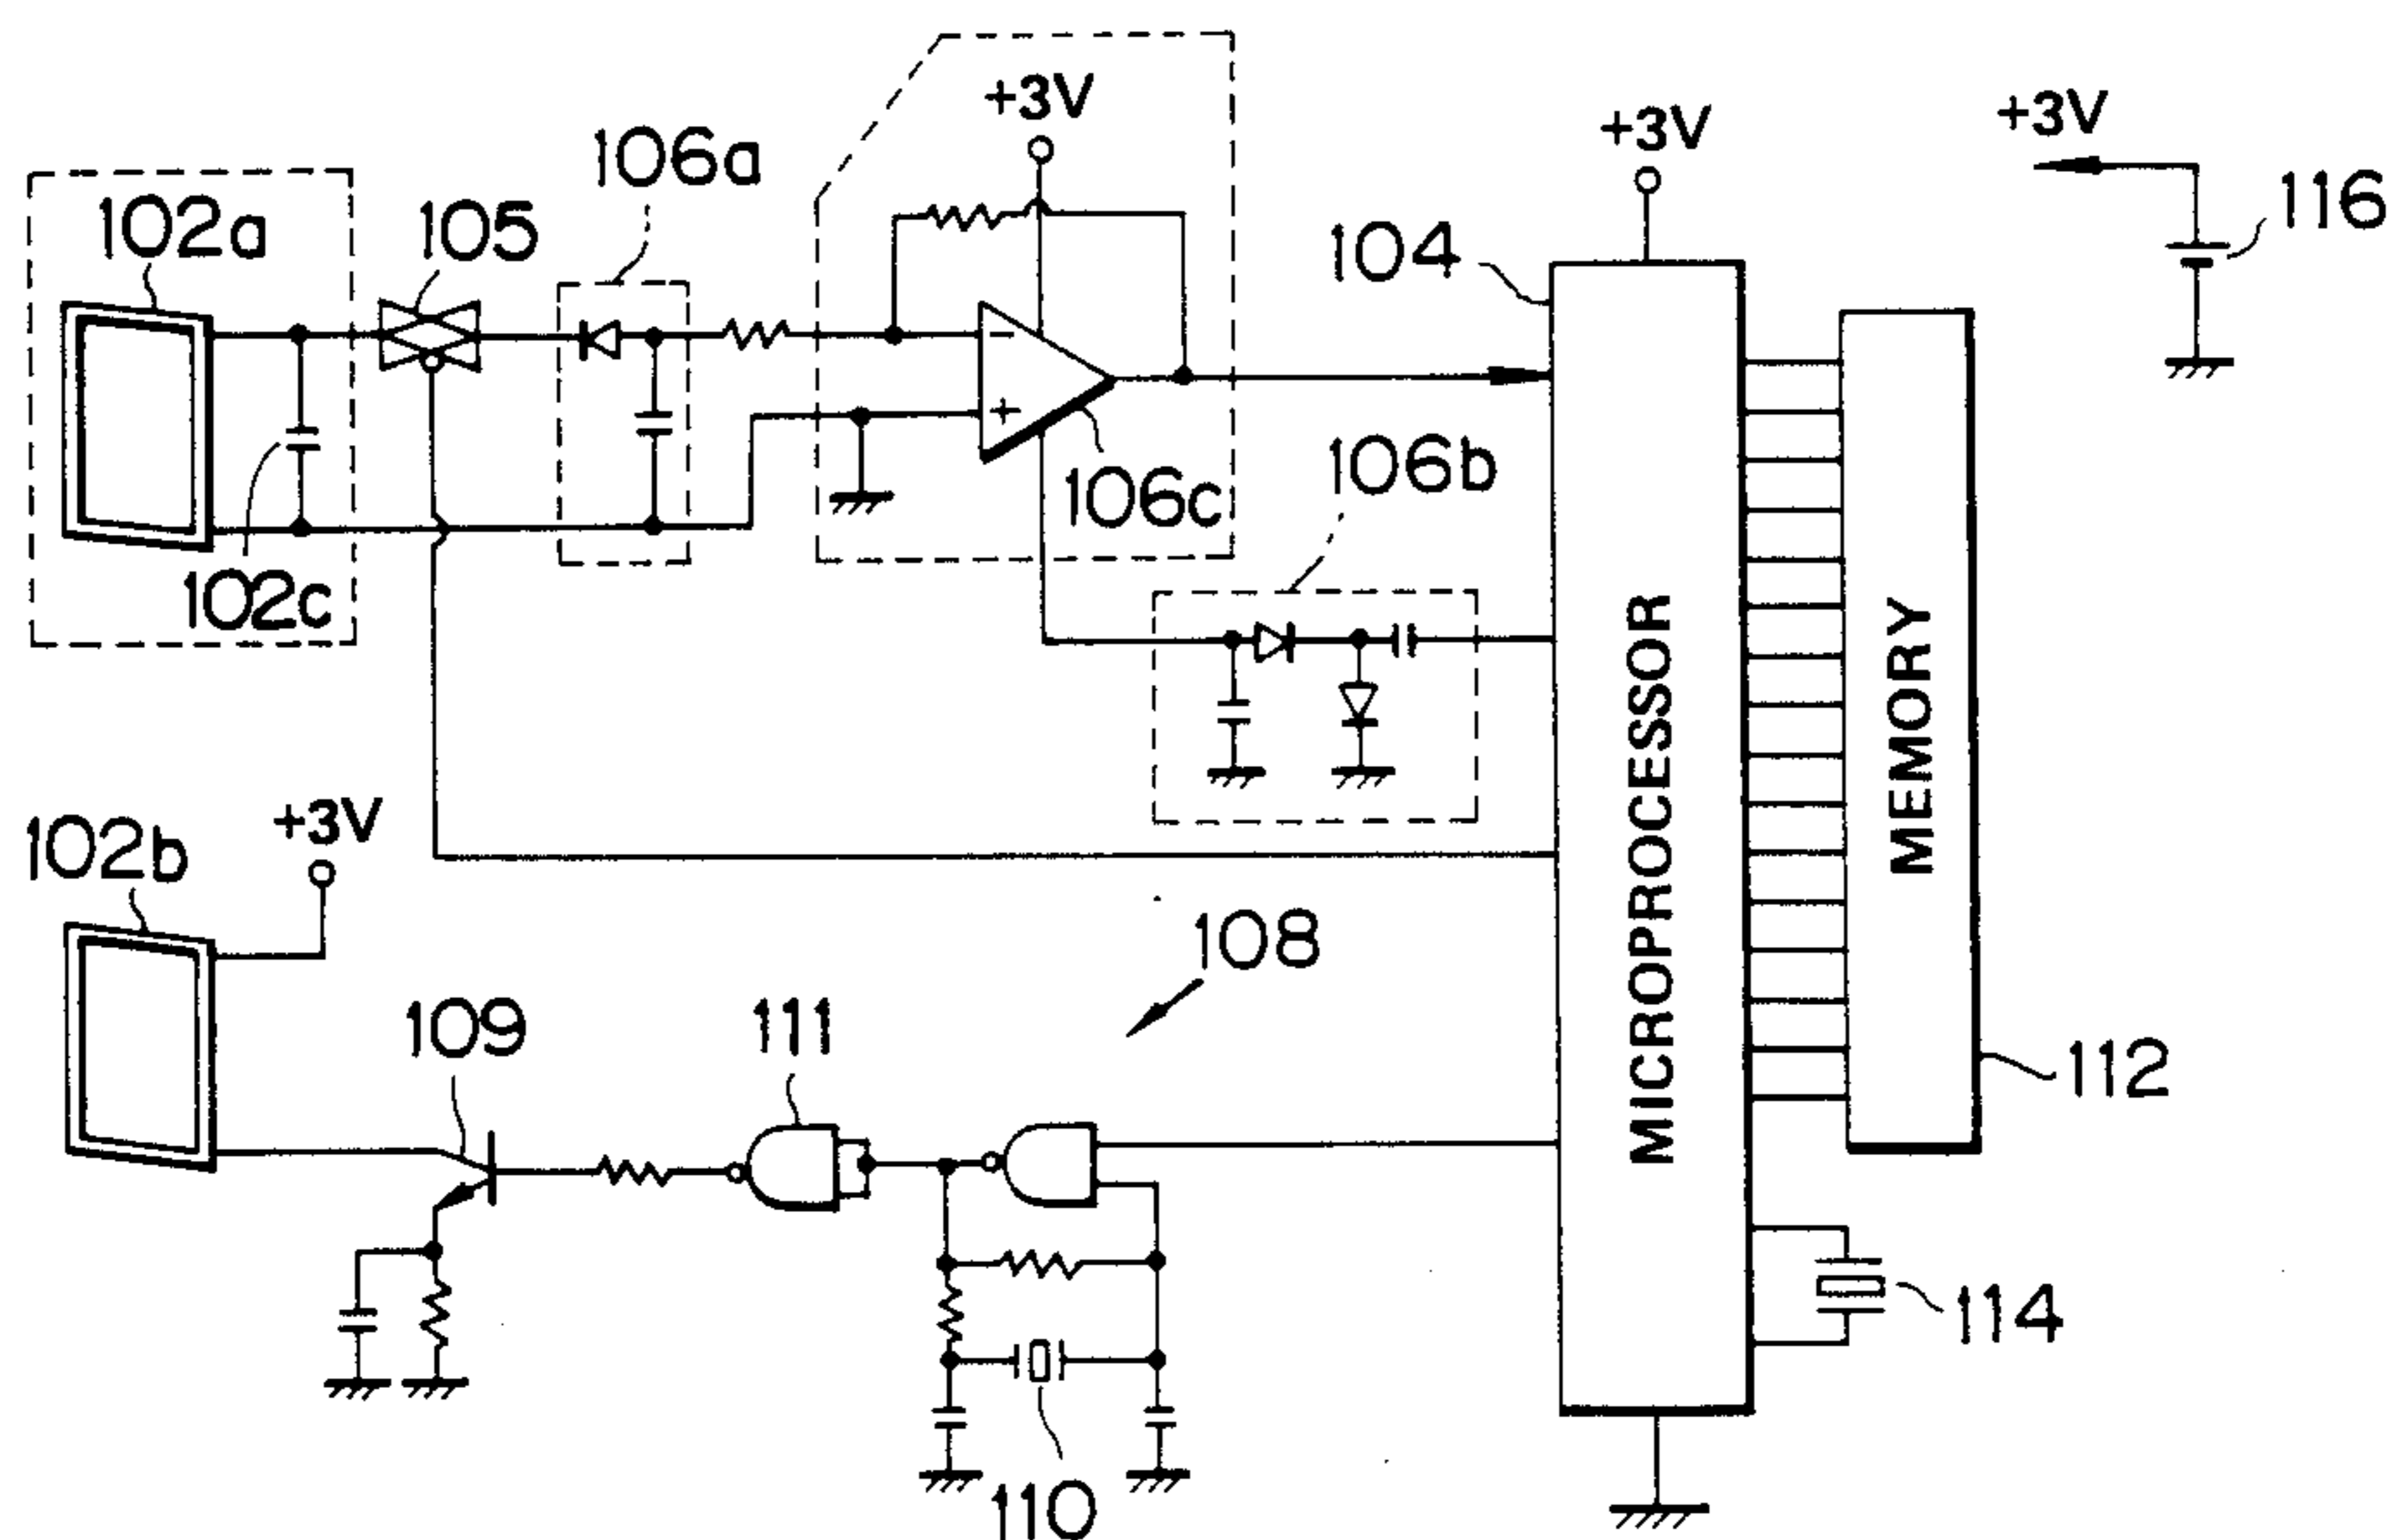 +3V
+3V
+3V
106a
102a
105
104
116
106b
106c
102c
MICROPROCESSOR
MEMORY
+3V
102b
108
109
111
112
114
110